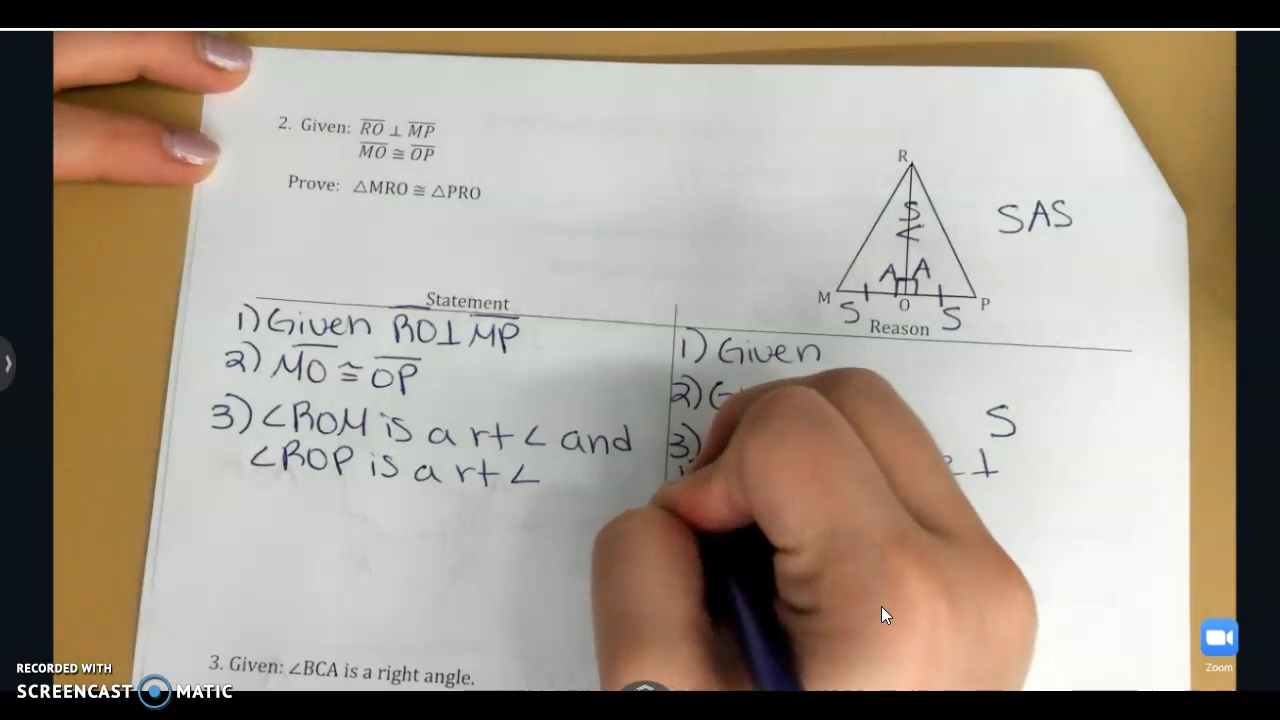 2. Given: RO ⊥ MP
MO ≅ OP
Prove: △MRO ≅ △PRO
R
S
SAS
A A
M O P
S S
Statement
Reason
1) Given RO ⊥ MP
2) MO ≅ OP
3) ∠ROM is a rt ∠ and
∠ROP is a rt ∠
1) Given
2)
S
3)
⊥
3. Given: ∠BCA is a right angle.
RECORDED WITH
SCREENCAST MATIC
Zoom